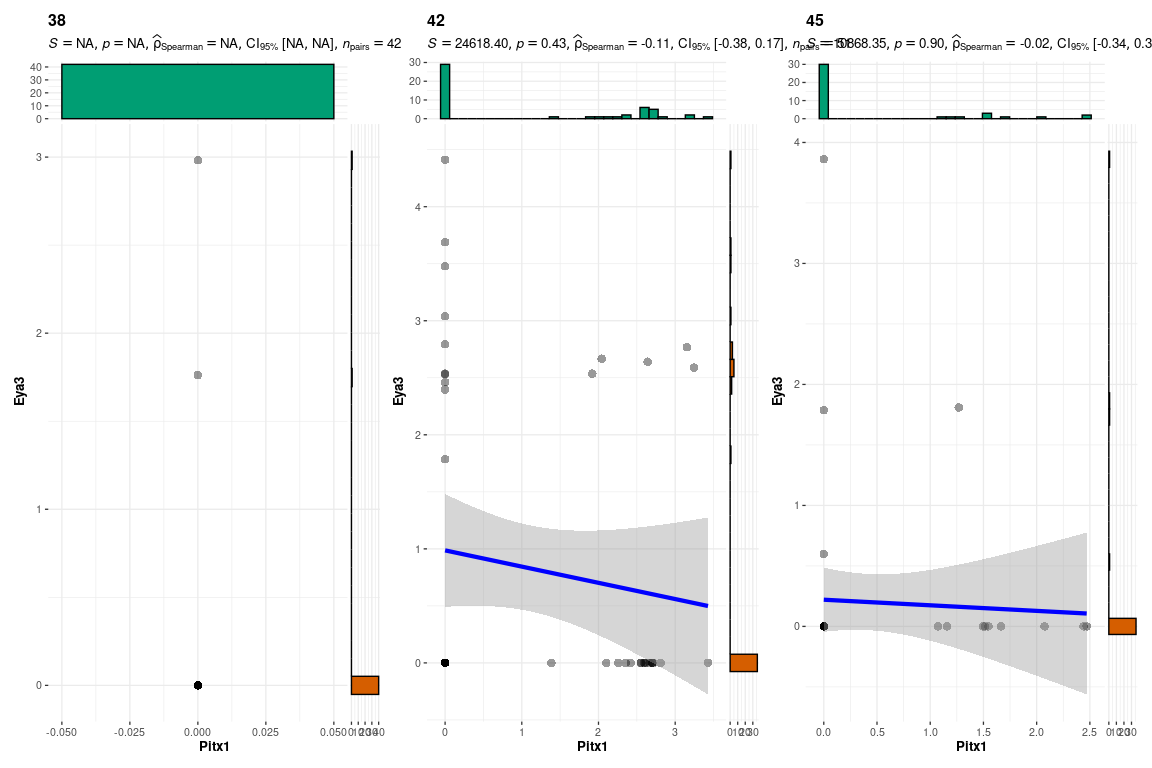 38
42
45
S = NA, p = NA, ρ̂Spearman = NA, CI95% [NA, NA], npairs = 42
S = 24618.40, p = 0.43, ρ̂Spearman = -0.11, CI95% [-0.38, 0.17], npairs =
10868.35, p = 0.90, ρ̂Spearman = -0.02, CI95% [-0.34, 0.3
40
30
20
10
0
30
20
10
0
30
20
10
0
3
2
1
0
Eya3
4
3
2
1
0
Eya3
4
3
2
1
0
Eya3
-0.050 -0.025 0.000 0.025 0.050
Pitx1
0 1 2 3
Pitx1
0.0 0.5 1.0 1.5 2.0 2.5
Pitx1